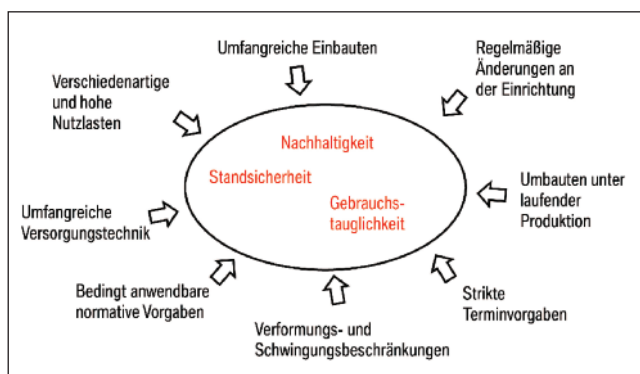 Umfangreiche Einbauten
Regelmäßige
Änderungen an
der Einrichtung
Verschiedenartige
und hohe
Nutzlasten
Nachhaltigkeit
Standsicherheit
Gebrauchs-
tauglichkeit
Umbauten unter
laufender
Produktion
Umfangreiche
Versorgungstechnik
Bedingt anwendbare
normative Vorgaben
Strikte
Terminvorgaben
Verformungs- und
Schwingungsbeschränkungen